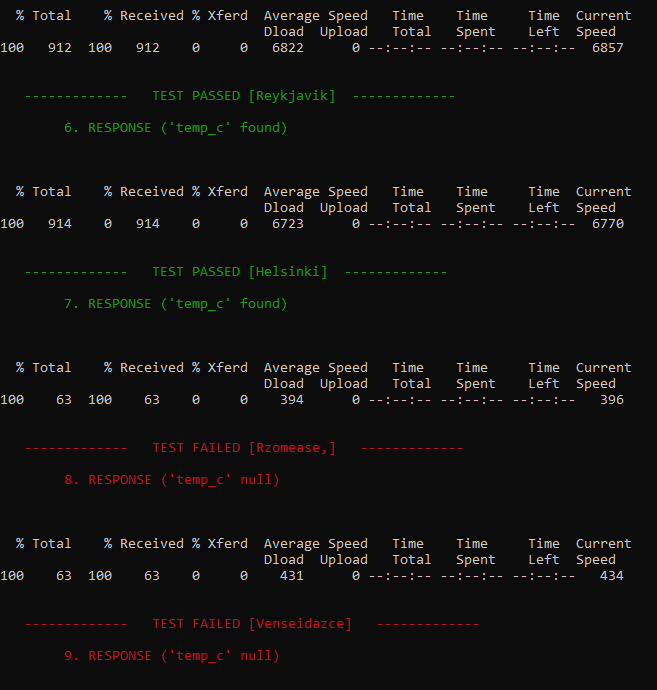 % Total    % Received % Xferd  Average Speed   Time    Time     Time  Current
                               Dload  Upload   Total   Spent    Left  Speed
100   912  100   912    0     0   6822      0 --:--:-- --:--:-- --:--:--  6857
-------------   TEST PASSED [Reykjavik]  -------------
6. RESPONSE ('temp_c' found)
% Total    % Received % Xferd  Average Speed   Time    Time     Time  Current
                               Dload  Upload   Total   Spent    Left  Speed
100   914    0   914    0     0   6723      0 --:--:-- --:--:-- --:--:--  6770
-------------   TEST PASSED [Helsinki]  -------------
7. RESPONSE ('temp_c' found)
% Total    % Received % Xferd  Average Speed   Time    Time     Time  Current
                               Dload  Upload   Total   Spent    Left  Speed
100    63  100    63    0     0    394      0 --:--:-- --:--:-- --:--:--   396
-------------   TEST FAILED [Rzomease,]   -------------
8. RESPONSE ('temp_c' null)
% Total    % Received % Xferd  Average Speed   Time    Time     Time  Current
                               Dload  Upload   Total   Spent    Left  Speed
100    63  100    63    0     0    431      0 --:--:-- --:--:-- --:--:--   434
-------------   TEST FAILED [Venseidazce]   -------------
9. RESPONSE ('temp_c' null)